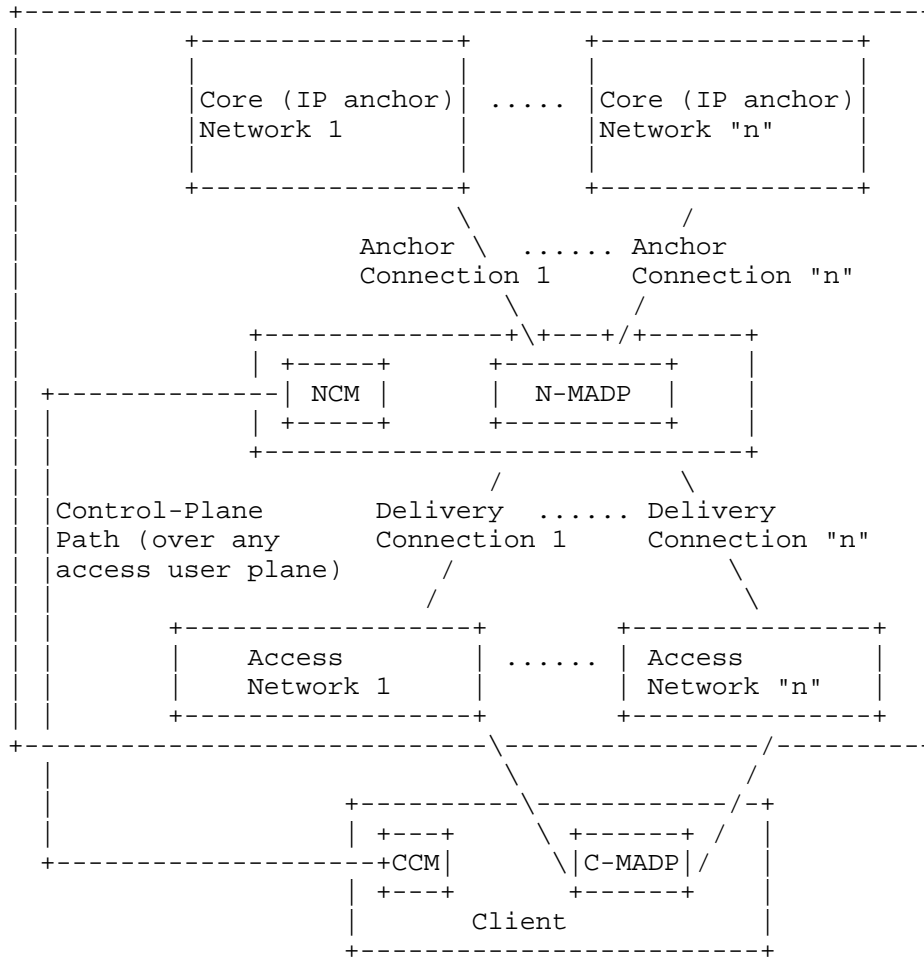 Core (IP anchor) ..... Core (IP anchor)
Network 1 Network "n"
Anchor ...... Anchor
Connection 1 Connection "n"
NCM N-MADP
Control-Plane Delivery ...... Delivery
Path (over any Connection 1 Connection "n"
access user plane)
Access ...... Access
Network 1 Network "n"
CCM C-MADP
Client